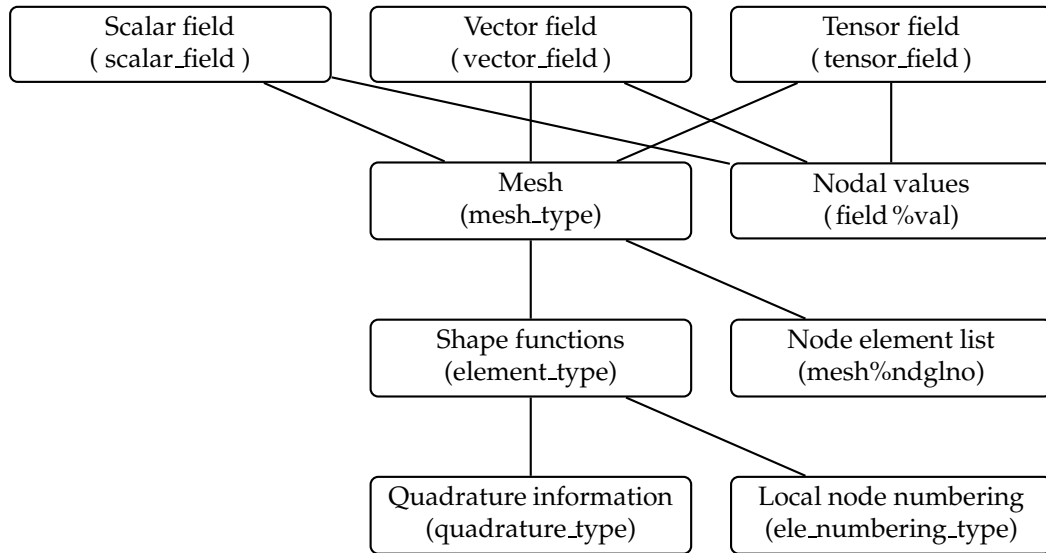 Scalar field
( scalar_field )
Vector field
( vector_field )
Tensor field
( tensor_field )
Mesh
(mesh_type)
Nodal values
( field %val)
Shape functions
(element_type)
Node element list
(mesh%ndglno)
Quadrature information
(quadrature_type)
Local node numbering
(ele_numbering_type)